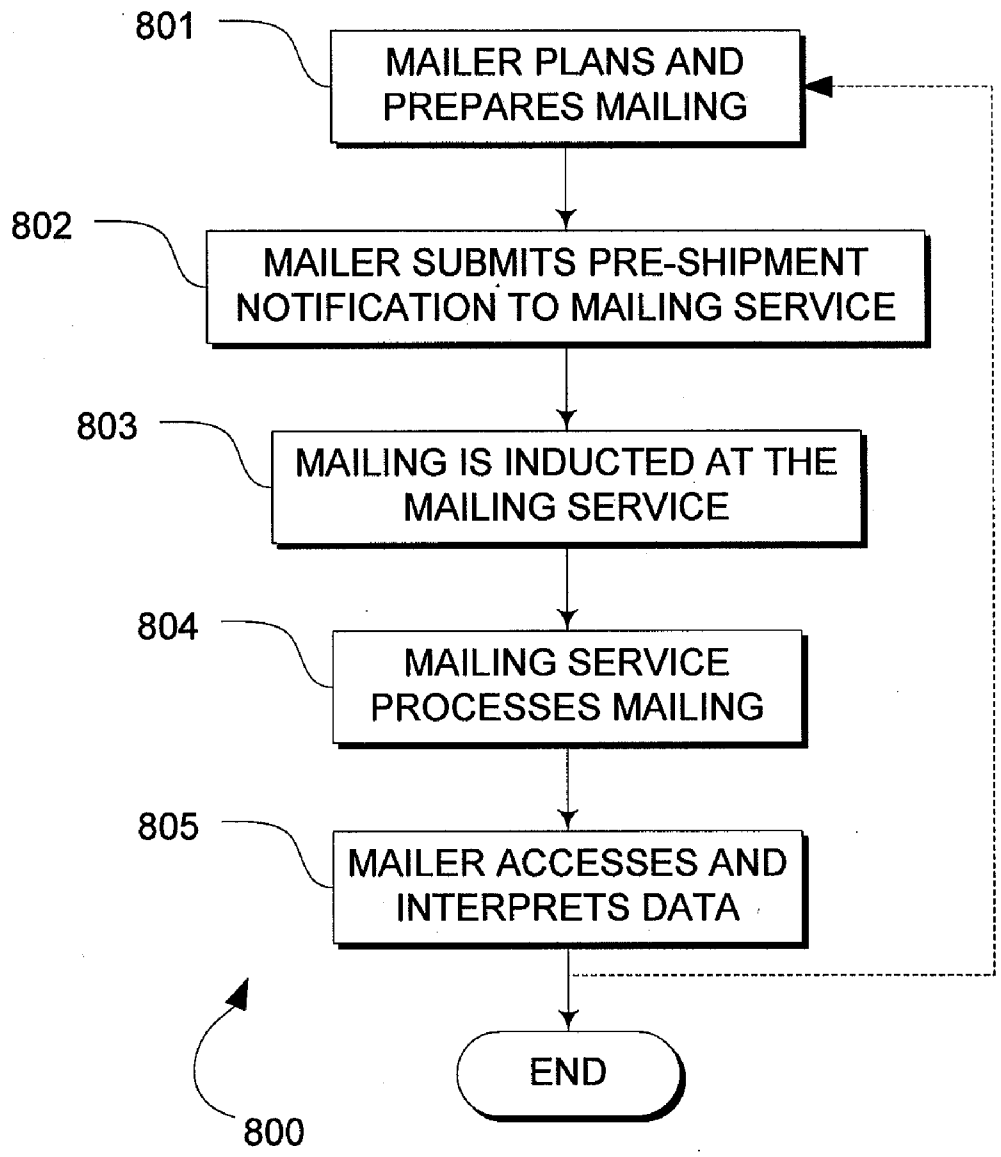 801
MAILER PLANS AND
PREPARES MAILING
802
MAILER SUBMITS PRE-SHIPMENT
NOTIFICATION TO MAILING SERVICE
803
MAILING IS INDUCTED AT THE
MAILING SERVICE
804
MAILING SERVICE
PROCESSES MAILING
805
MAILER ACCESSES AND
INTERPRETS DATA
END
800